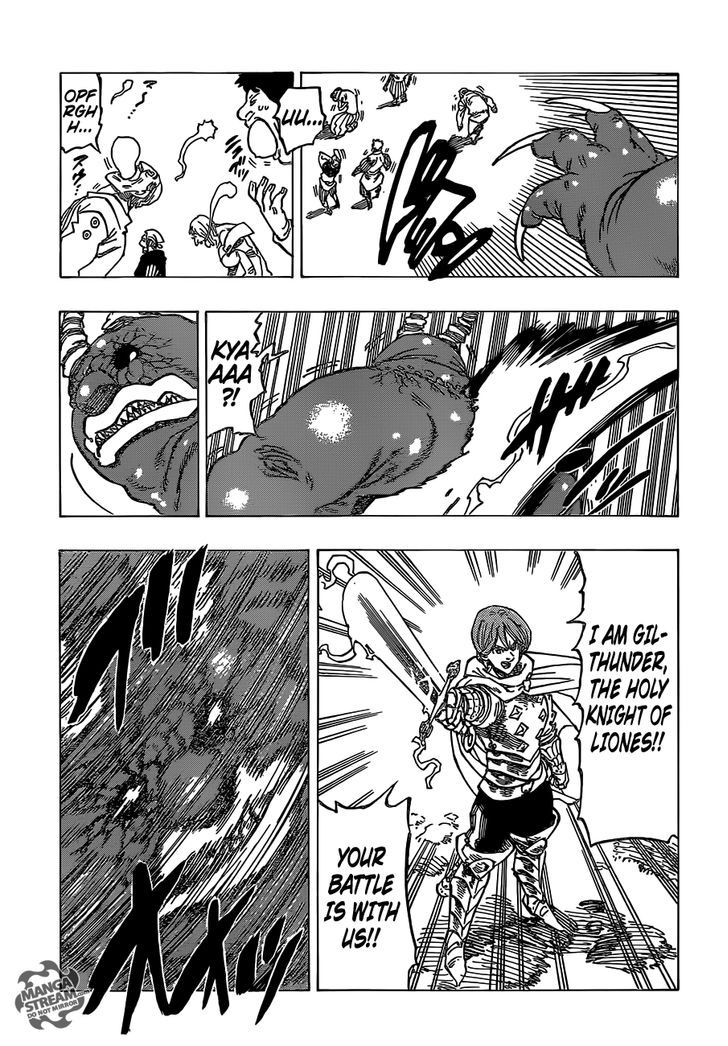 UU...
OPF
RGH
H...
KYA-
AAA
?!
I AM GIL-
THUNDER,
THE HOLY
KNIGHT OF
LIONES!!
YOUR
BATTLE
IS WITH
US!!
MANGA
STREAM.COM
DO NOT MIRROR